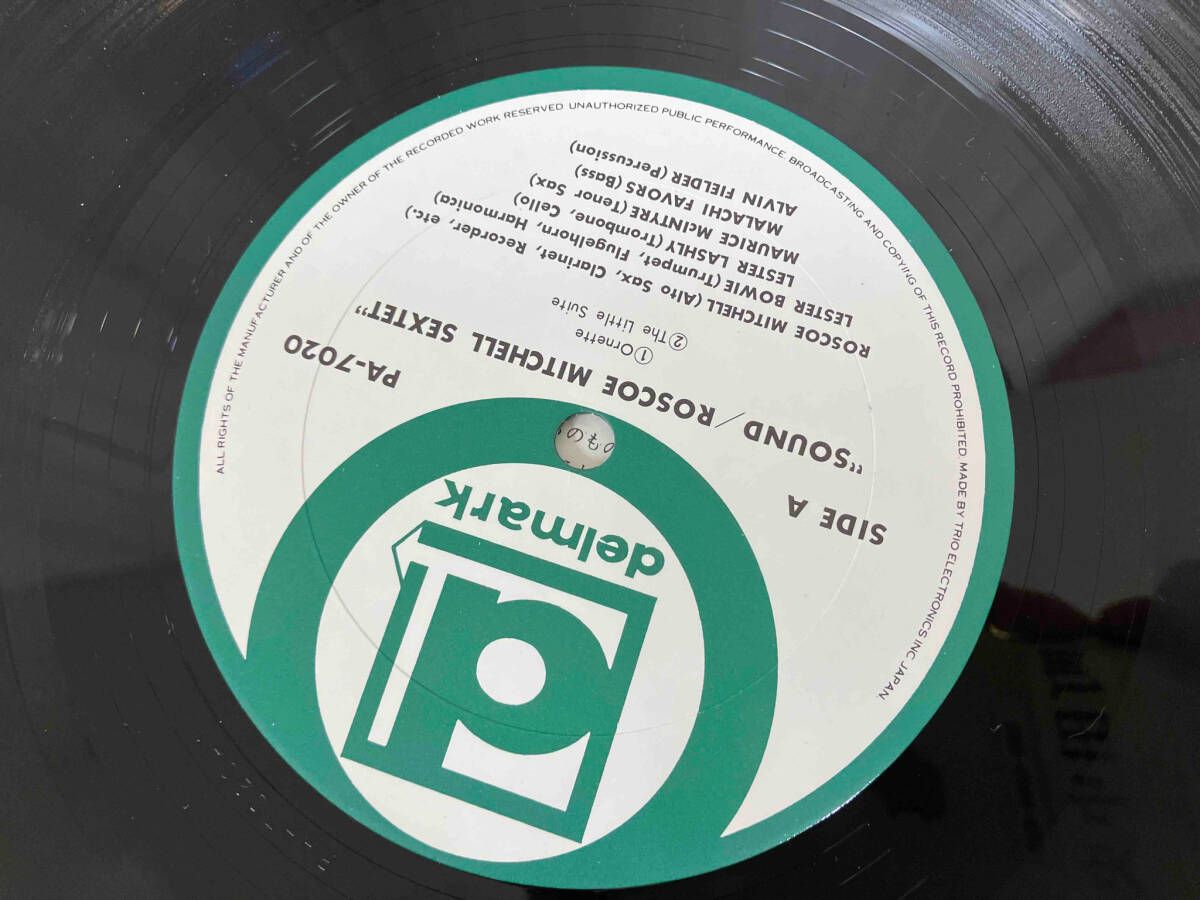 delmark
SIDE A
PA-7020
"SOUND / ROSCOE MITCHELL SEXTET"
①Ornette
②The Little Suite
ROSCOE MITCHELL (Alto Sax, Clarinet, Recorder, etc.)
LESTER BOWIE (Trumpet, Flugelhorn, Harmonica)
LESTER LASHLY (Trombone, Cello)
MAURICE McINTYRE (Tenor Sax)
MALACHI FAVORS (Bass)
ALVIN FIELDER (Percussion)
ALL RIGHTS OF THE MANUFACTURER AND OF THE OWNER OF THE RECORDED WORK RESERVED. UNAUTHORIZED PUBLIC PERFORMANCE, BROADCASTING AND COPYING OF THIS RECORD PROHIBITED. MADE BY TRIO ELECTRONICS INC. JAPAN.
のもの